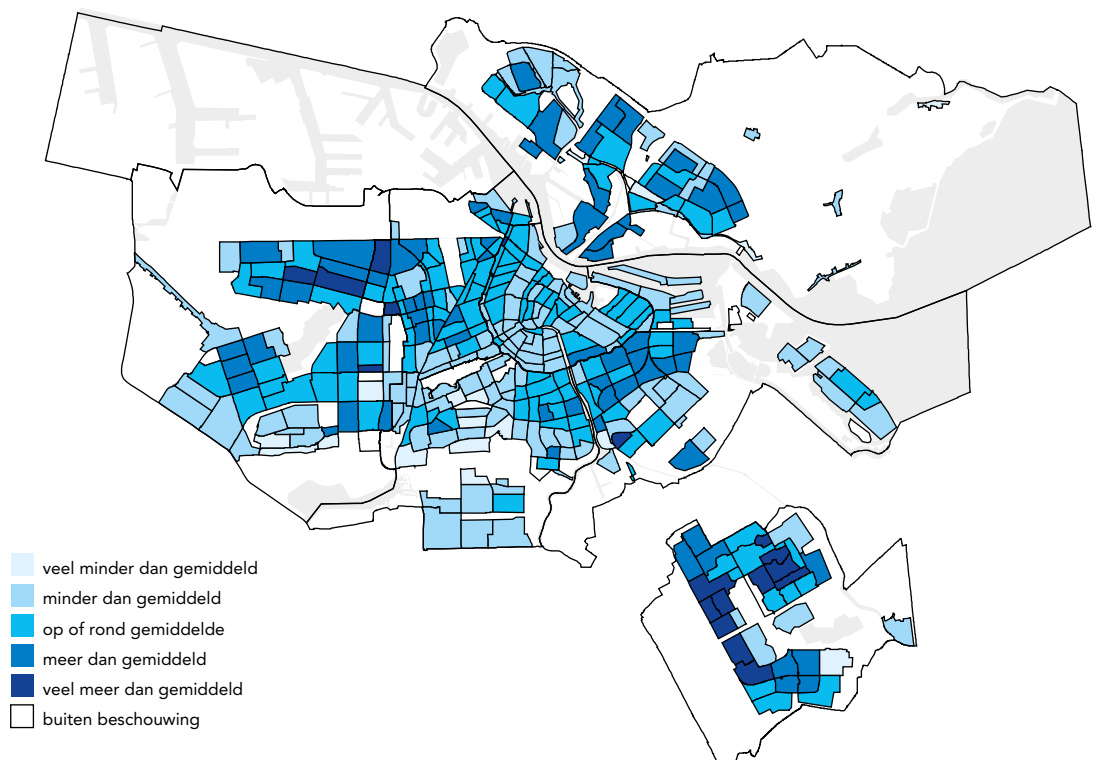 veel minder dan gemiddeld
minder dan gemiddeld
op of rond gemiddelde
meer dan gemiddeld
veel meer dan gemiddeld
buiten beschouwing